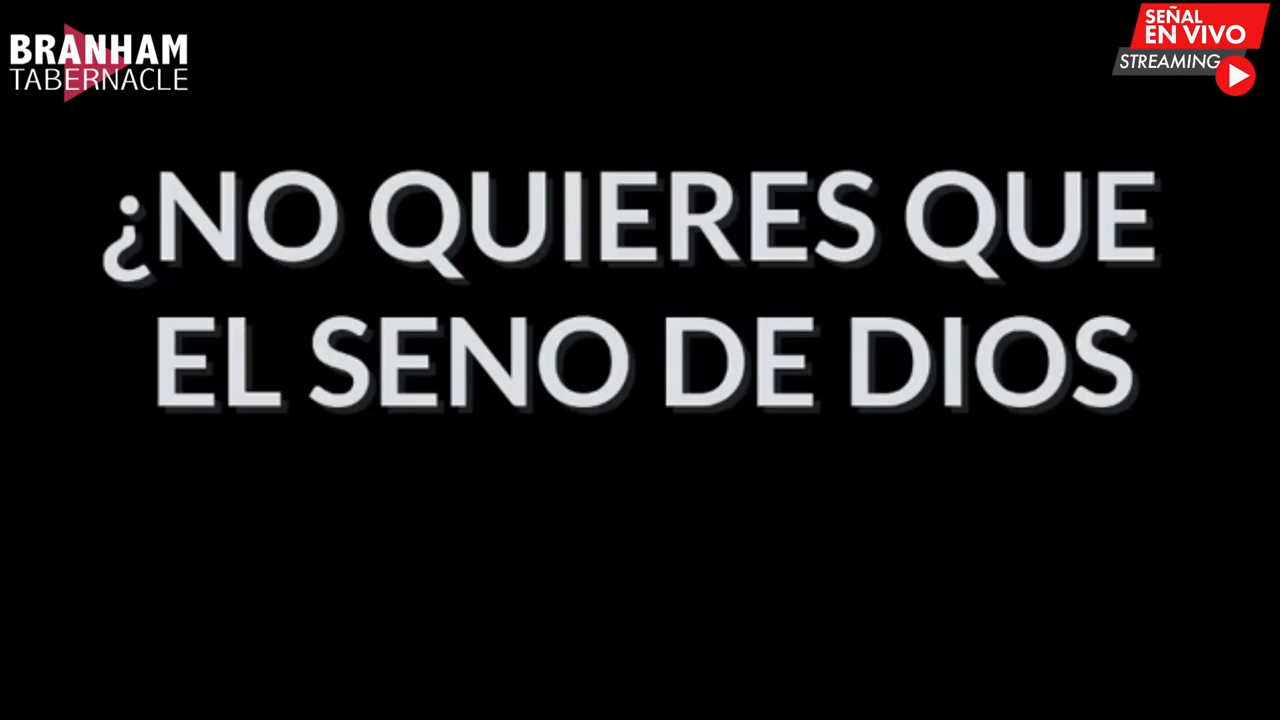 BRANHAM
TABERNACLE
SEÑAL
EN VIVO
STREAMING
¿NO QUIERES QUE
EL SENO DE DIOS